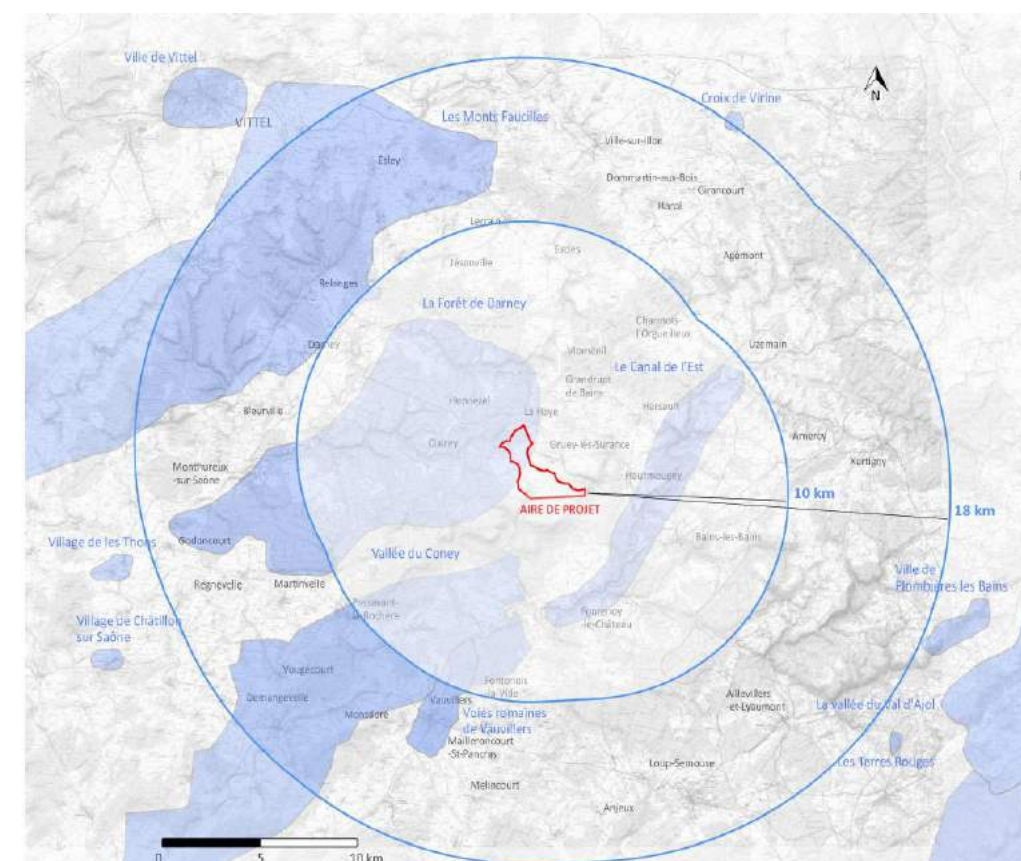 Ville de Vittel
N
Croix de Virine
VITTEL
Les Monts Faucilles
Ville-sur-Illon
Esley
Dommartin-aux-Bois
Girancourt
Harol
Lerrain
Escles
Jésonville
Agémont
Relanges
La Forêt de Darney
Charmois-
l'Orgueilleux
Uzemain
Darney
Vioménil
Le Canal de l'Est
Grandrupt
de Bains
Hennezel
Harsault
La Haye
Bleurville
Claurey
Gruey-lès-Surance
Amerey
Xertigny
Monthureux
-sur-Saône
Hautmougey
10 km
18 km
AIRE DE PROJET
Bains-les-Bains
Village de les Thons
Godoncourt
Vallée du Coney
Ville de
Plombières les Bains
Regnevelle
Martinvelle
Passavant-
la-Rochère
Fontenoy
-le-Château
Village de Châtillon
sur Saône
Vougécourt
Fontenois
-la-Ville
Demangevelle
Vauvillers
Aillevillers
-et-Lyaumont
La vallée du Val d'Ajol
Monsdoré
Voies romaines
de Vauvillers
Mailleroncourt
-St-Pancras
Les Terres Rouges
Loup-Semouse
Melincourt
Anjeux
0 5 10 km